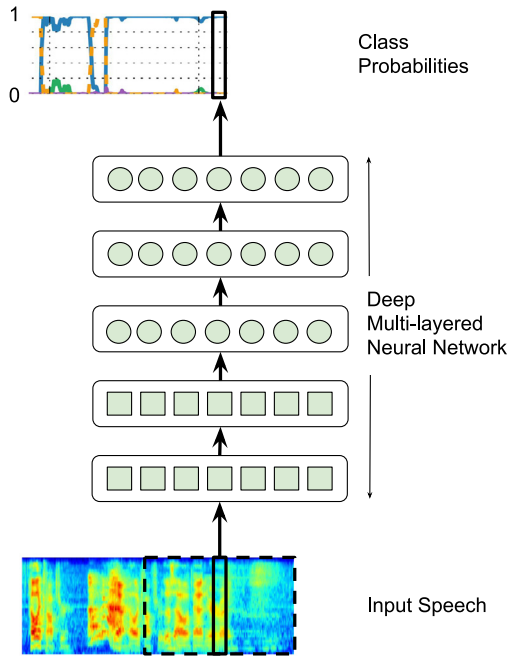 1
0
Class
Probabilities
Deep
Multi-layered
Neural Network
Input Speech